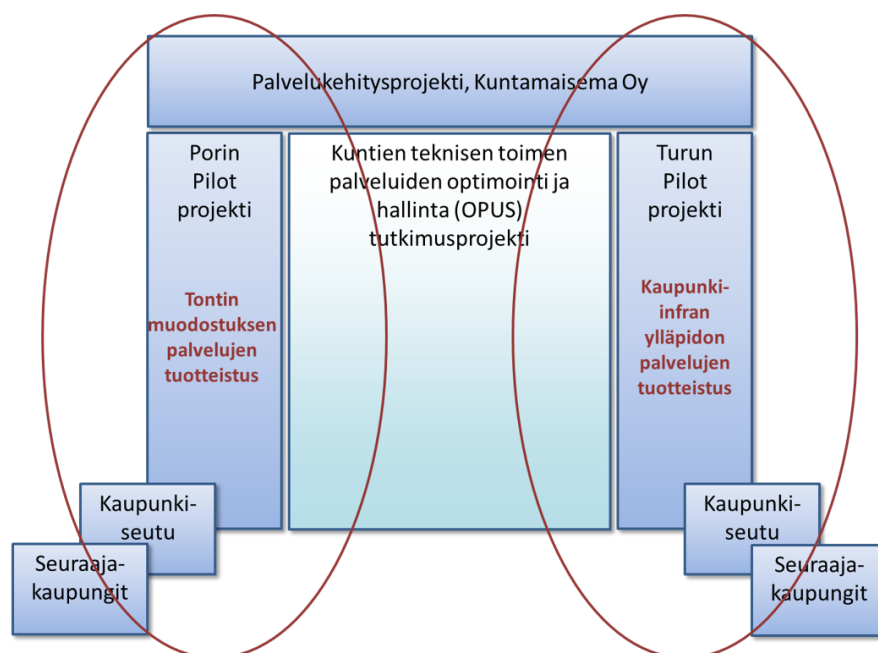 Palvelukehitysprojekti, Kuntamaisema Oy
Porin
Pilot
projekti
Tontin
muodostuksen
palvelujen
tuotteistus
Kuntien teknisen toimen
palveluiden optimointi ja
hallinta (OPUS)
tutkimusprojekti
Turun
Pilot
projekti
Kaupunki-
infran
ylläpidon
palvelujen
tuotteistus
Kaupunki-
seutu
Seuraaja-
kaupungit
Kaupunki-
seutu
Seuraaja-
kaupungit